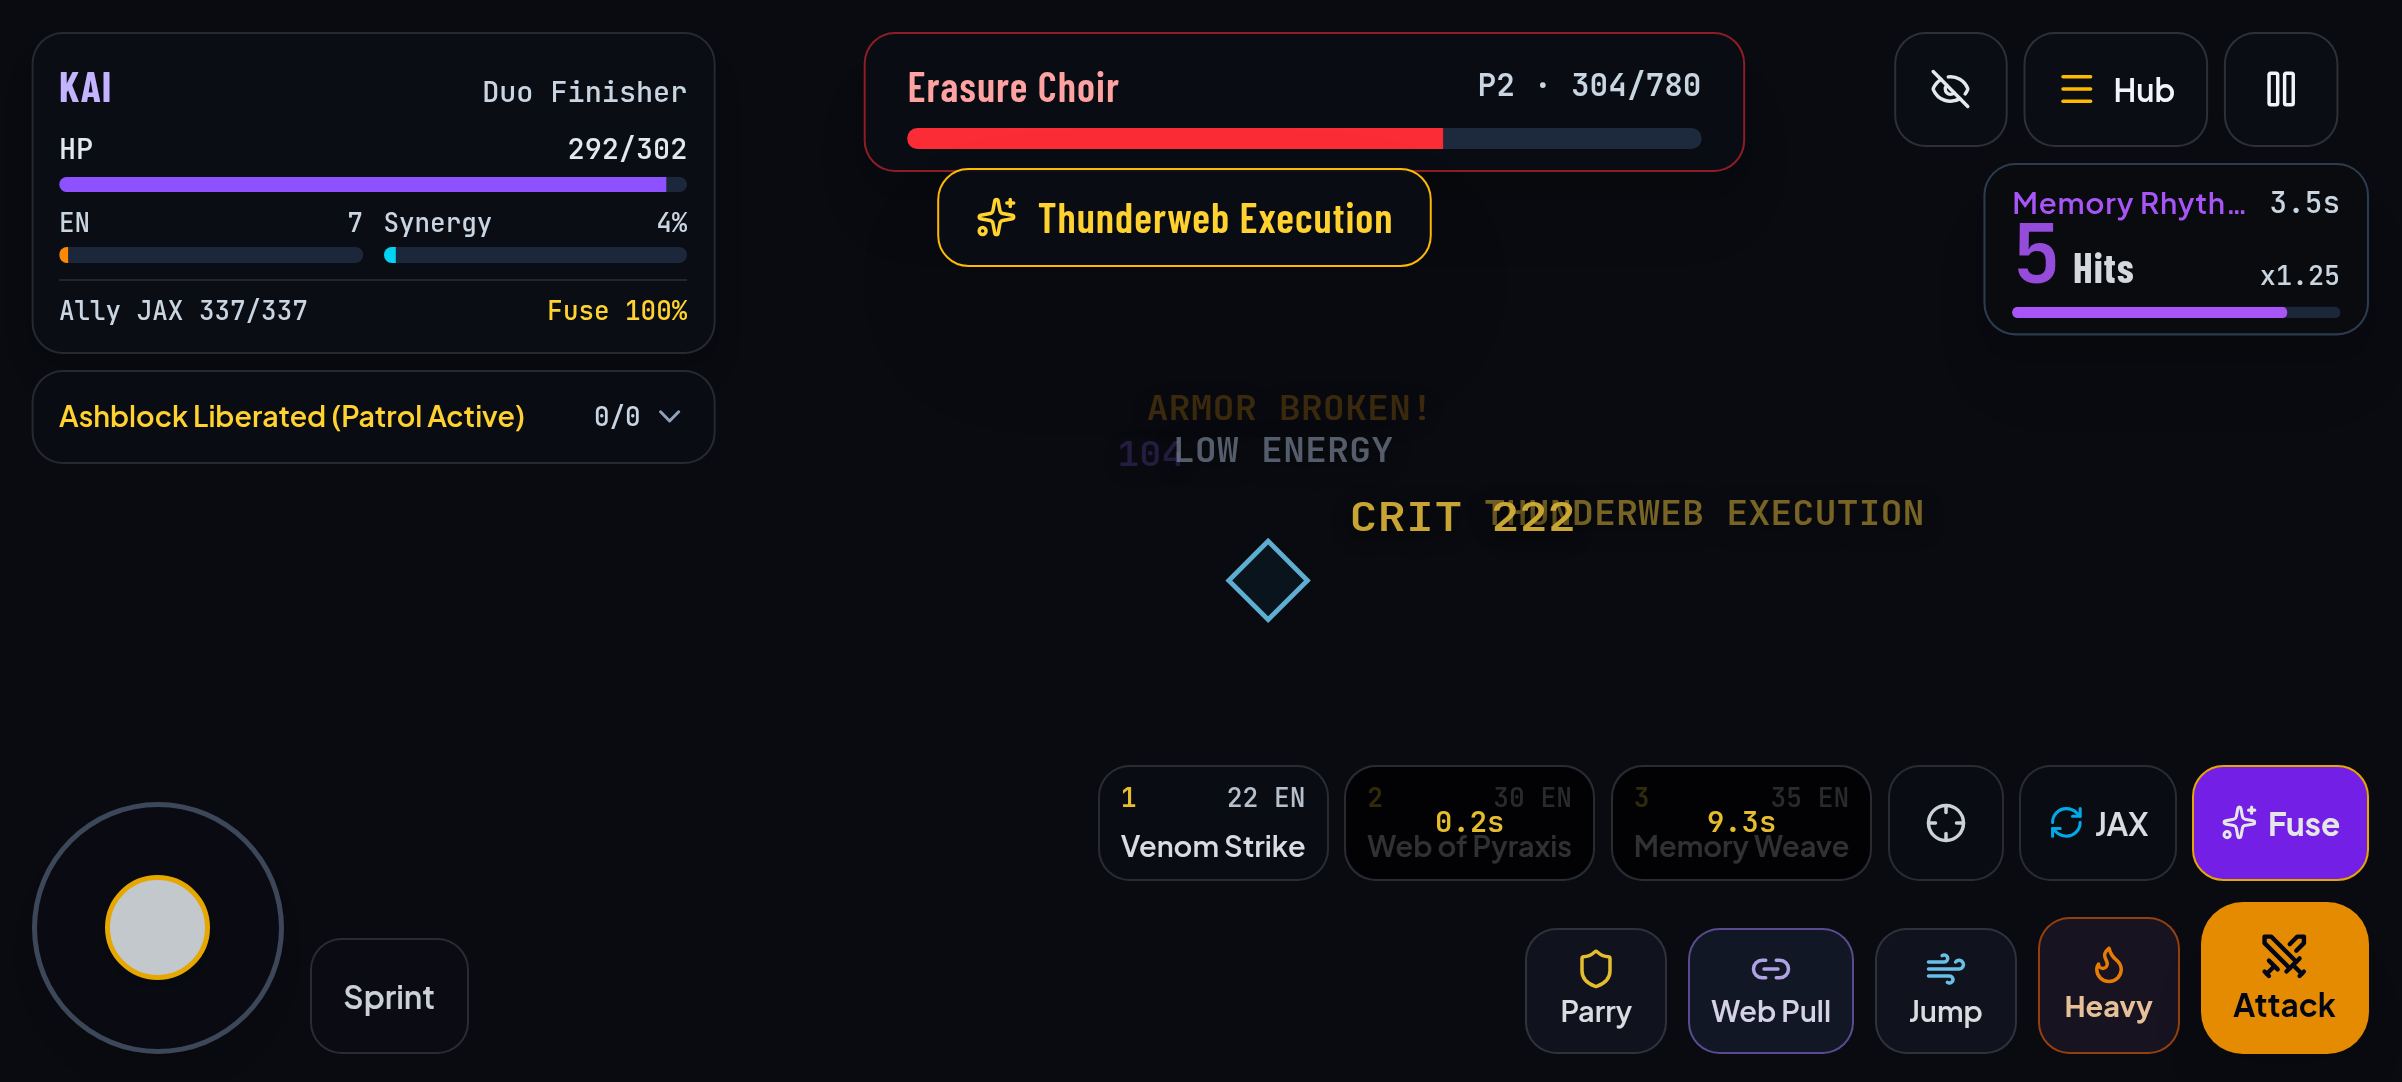 KAI
Duo Finisher
HP 292/302
EN 7 Synergy 4%
Ally JAX 337/337 Fuse 100%
Ashblock Liberated (Patrol Active) 0/0
Erasure Choir P2 · 304/780
Thunderweb Execution
Hub
Memory Rhyth... 3.5s
5 Hits x1.25
ARMOR BROKEN!
104
LOW ENERGY
CRIT 222
THUNDERWEB EXECUTION
1 22 EN
Venom Strike
2 30 EN
0.2s
Web of Pyraxis
3 35 EN
9.3s
Memory Weave
JAX
Fuse
Sprint
Parry
Web Pull
Jump
Heavy
Attack